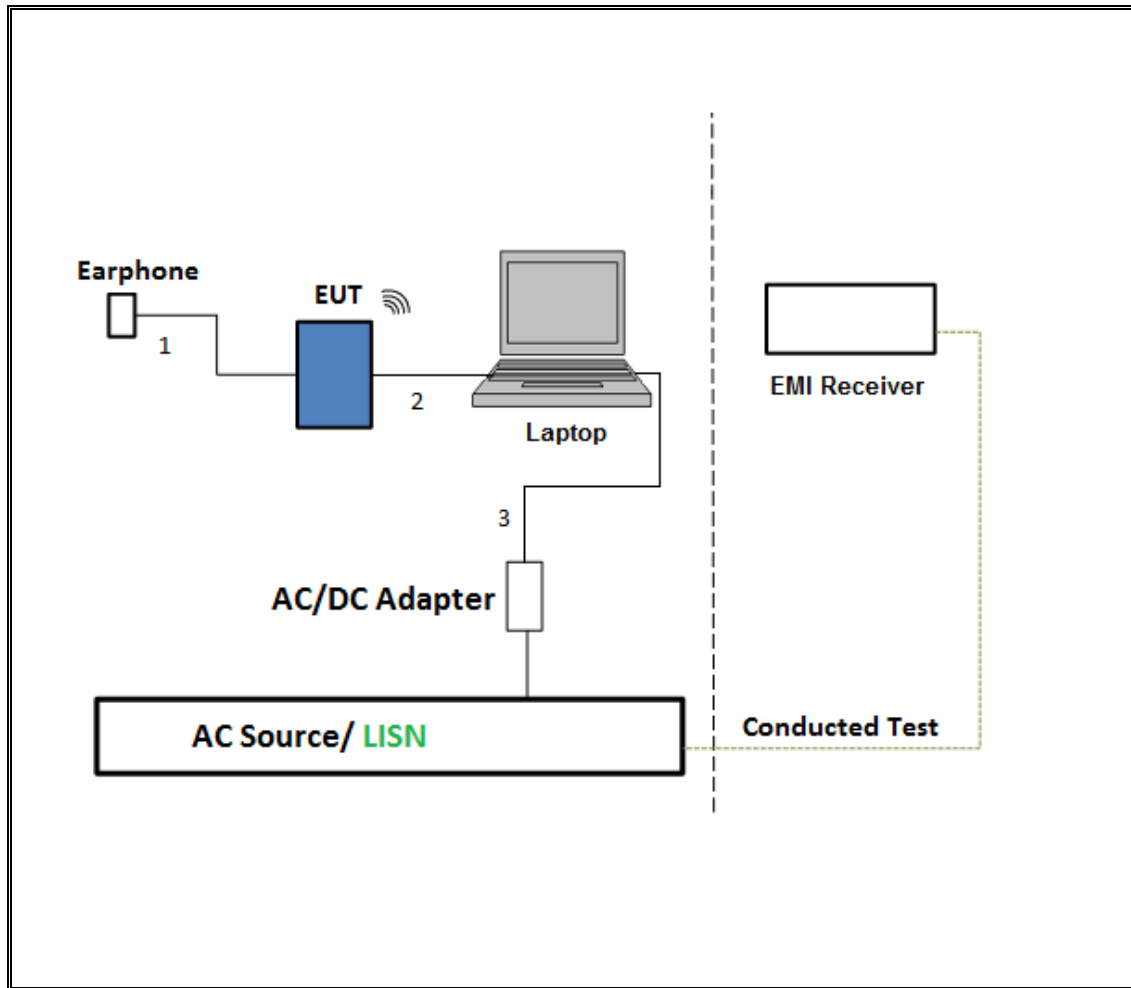 Earphone
EUT
1
2
EMI Receiver
Laptop
3
AC/DC Adapter
AC Source/ LISN
Conducted Test